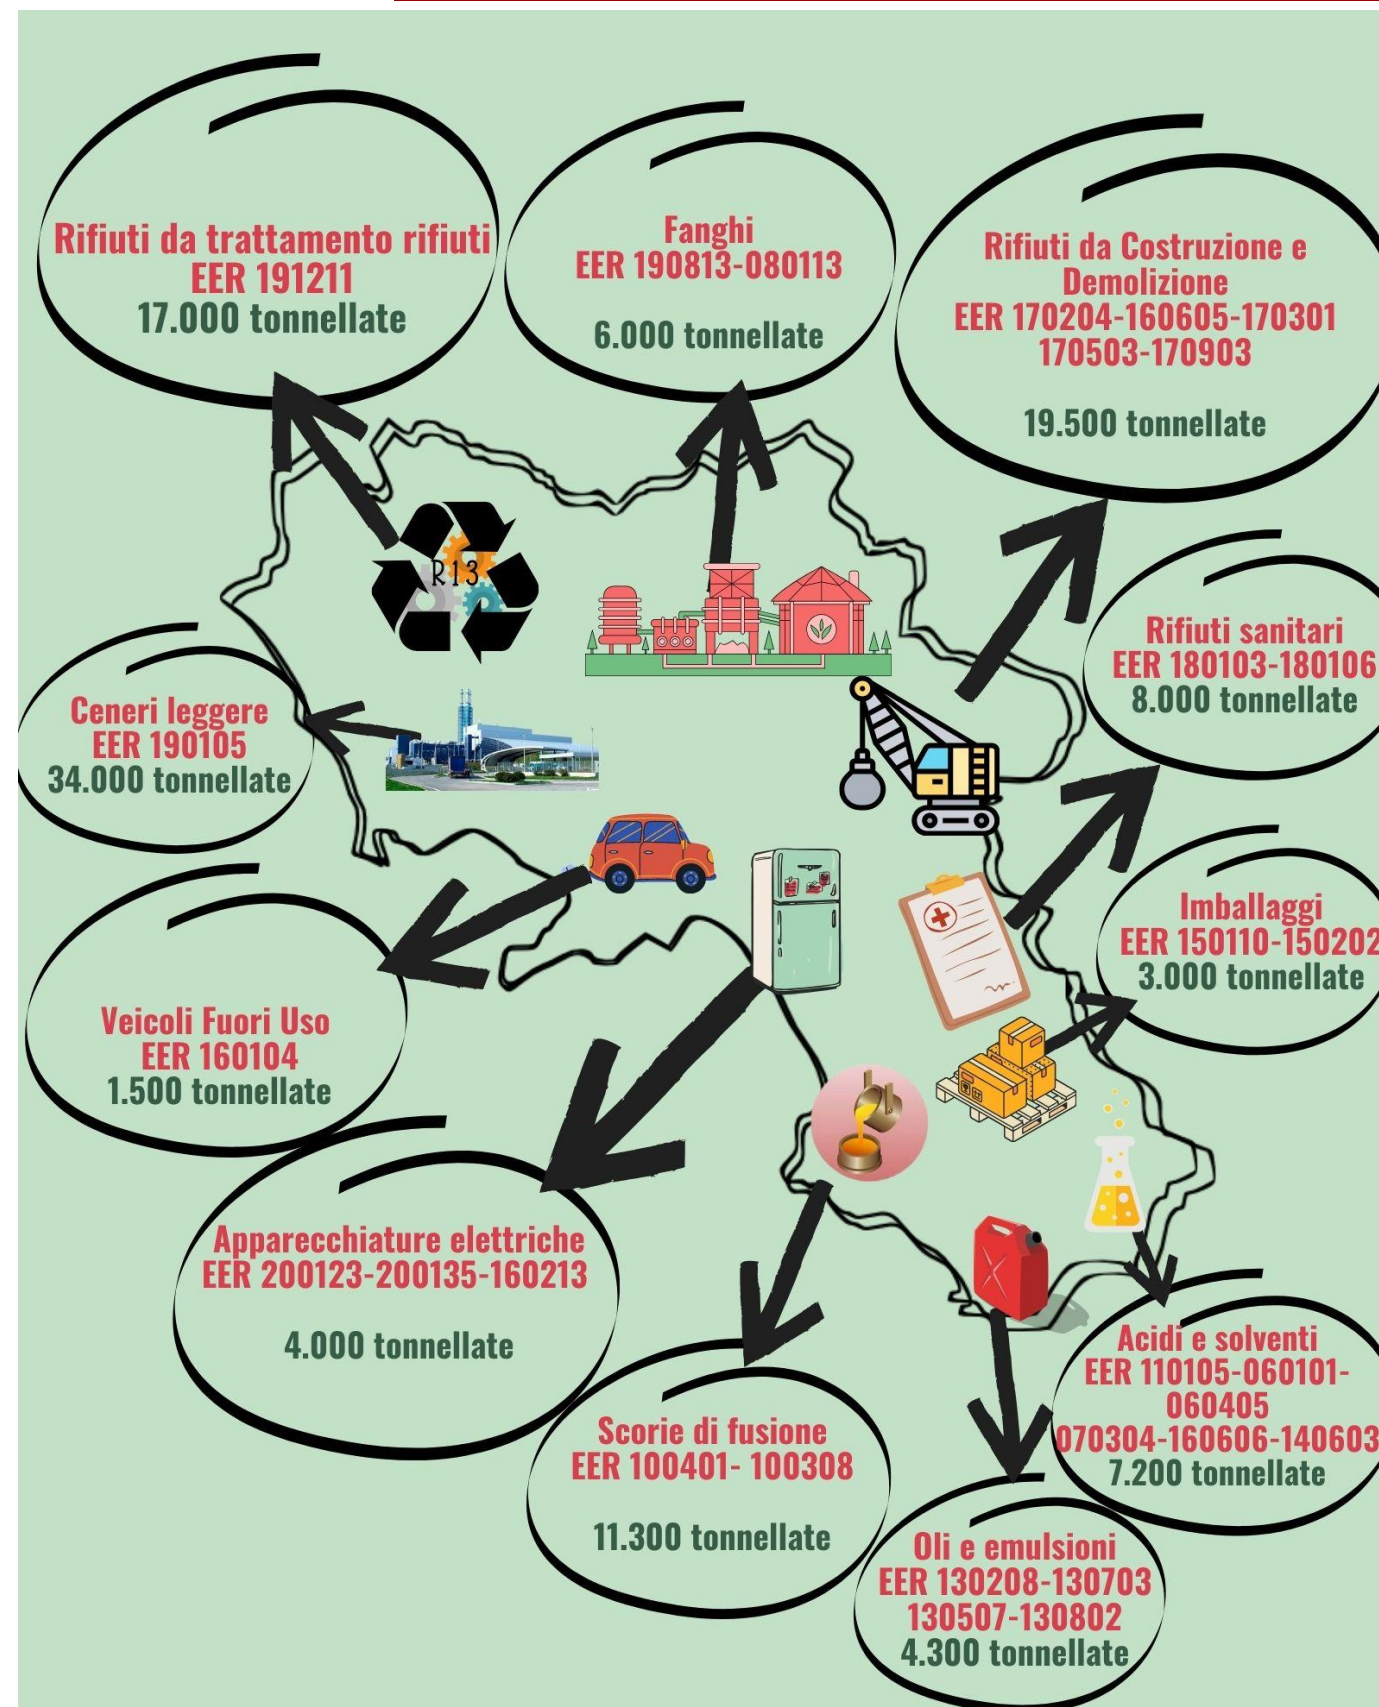 Rifiuti da trattamento rifiuti
EER 191211
17.000 tonnellate
Fanghi
EER 190813-080113
6.000 tonnellate
Rifiuti da Costruzione e
Demolizione
EER 170204-160605-170301
170503-170903
19.500 tonnellate
R13
Rifiuti sanitari
EER 180103-180106
8.000 tonnellate
Ceneri leggere
EER 190105
34.000 tonnellate
Imballaggi
EER 150110-150202
3.000 tonnellate
Veicoli Fuori Uso
EER 160104
1.500 tonnellate
Apparecchiature elettriche
EER 200123-200135-160213
4.000 tonnellate
Scorie di fusione
EER 100401- 100308
11.300 tonnellate
Acidi e solventi
EER 110105-060101-
060405
070304-160606-140603
7.200 tonnellate
Oli e emulsioni
EER 130208-130703
130507-130802
4.300 tonnellate